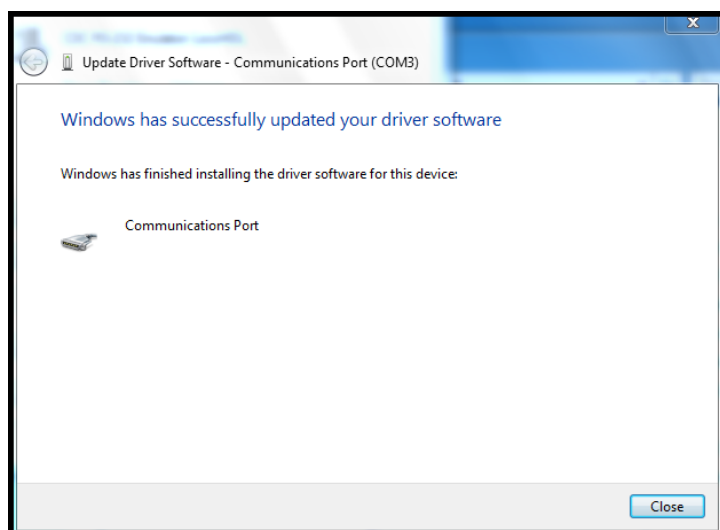 Update Driver Software - Communications Port (COM3)
Windows has successfully updated your driver software
Windows has finished installing the driver software for this device:
Communications Port
Close